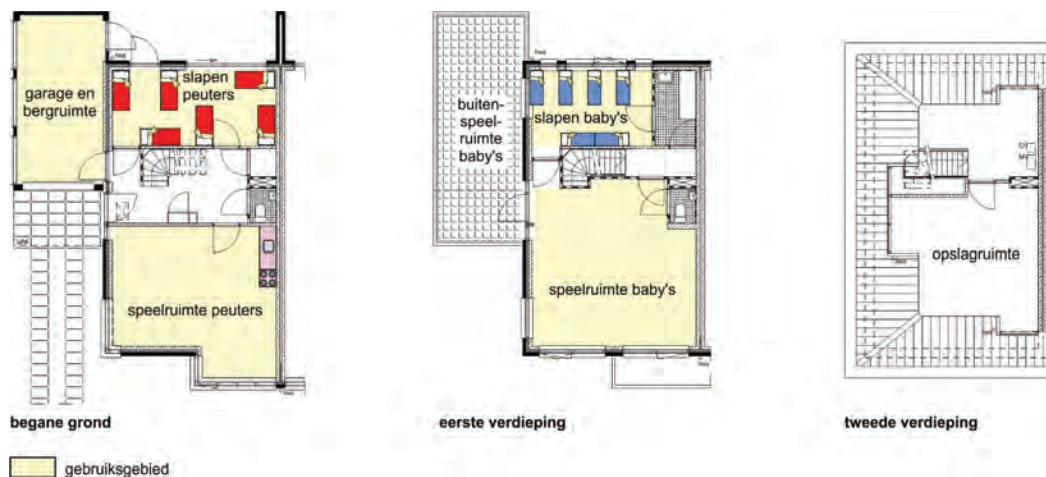 garage en
bergruimte
slapen
peuters
speelruimte peuters
begane grond
gebruiksgebied
buiten-
speel-
ruimte
baby's
slapen baby's
speelruimte baby's
eerste verdieping
opslagruimte
tweede verdieping